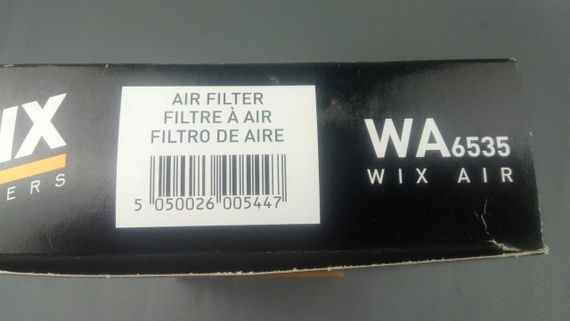 IX
ERS
AIR FILTER
FILTRE À AIR
FILTRO DE AIRE
5 050026 005447
WA6535
WIX AIR